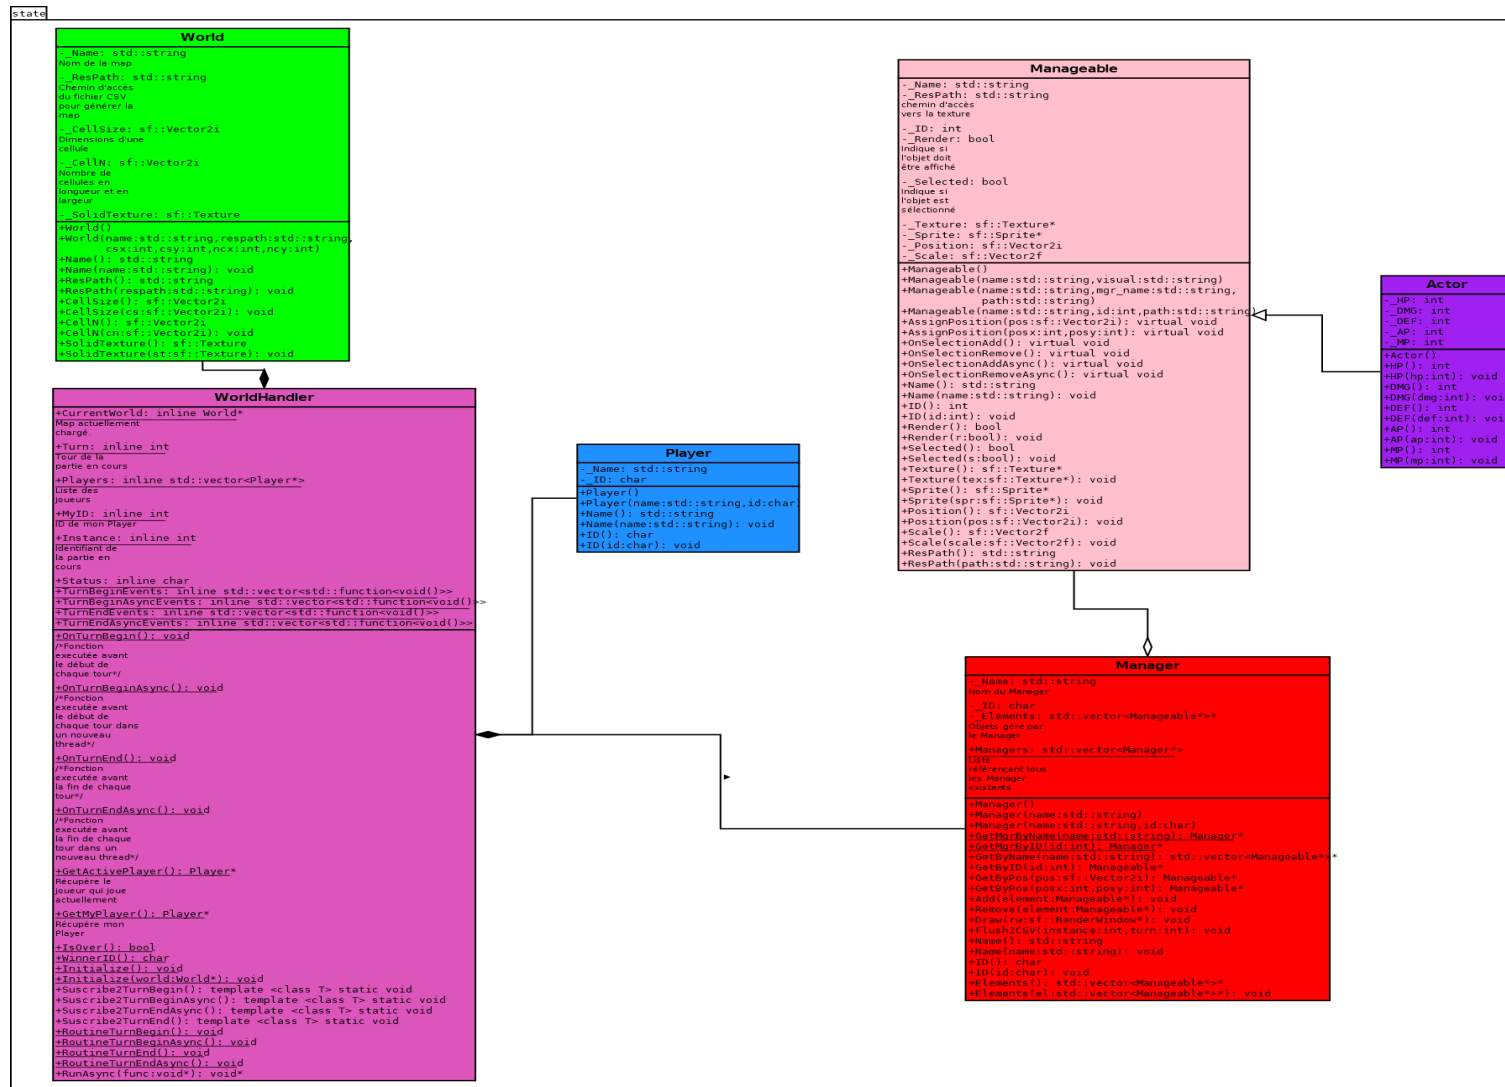 state
World
-_Name: std::string
Nom de la map
-_ResPath: std::string
Chemin d'accès
du fichier CSV
pour générer la
map
-_CellSize: sf::Vector2i
Dimensions d'une
cellule
-_CellN: sf::Vector2i
Nombre de
cellules en
longueur et en
largeur
-_SolidTexture: sf::Texture
+World()
+World(name:std::string,respath:std::string,
csx:int,csy:int,ncx:int,ncy:int)
+Name(): std::string
+Name(name:std::string): void
+ResPath(): std::string
+ResPath(respath:std::string): void
+CellSize(): sf::Vector2i
+CellSize(cs:sf::Vector2i): void
+CellN(): sf::Vector2i
+CellN(cn:sf::Vector2i): void
+SolidTexture(): sf::Texture
+SolidTexture(st:sf::Texture): void
WorldHandler
+CurrentWorld: inline World*
Map actuellement
chargé.
+Turn: inline int
Tour de la
partie en cours
+Players: inline std::vector<Player*>
Liste des
joueurs
+MyID: inline int
ID de mon Player
+Instance: inline int
Identifiant de
la partie en
cours
+Status: inline char
+TurnBeginEvents: inline std::vector<std::function<void()>>
+TurnBeginAsyncEvents: inline std::vector<std::function<void()>>
+TurnEndEvents: inline std::vector<std::function<void()>>
+TurnEndAsyncEvents: inline std::vector<std::function<void()>>
+OnTurnBegin(): void
/*Fonction
executée avant
le début de
chaque tour*/
+OnTurnBeginAsync(): void
/*Fonction
executée avant
le début de
chaque tour dans
un nouveau
thread*/
+OnTurnEnd(): void
/*Fonction
executée avant
la fin de chaque
tour*/
+OnTurnEndAsync(): void
/*Fonction
executée avant
la fin de chaque
tour dans un
nouveau thread*/
+GetActivePlayer(): Player*
Récupère le
joueur qui joue
actuellement
+GetMyPlayer(): Player*
Récupère mon
Player
+IsOver(): bool
+WinnerID(): char
+Initialize(): void
+Initialize(world:World*): void
+Suscribe2TurnBegin(): template <class T> static void
+Suscribe2TurnBeginAsync(): template <class T> static void
+Suscribe2TurnEndAsync(): template <class T> static void
+Suscribe2TurnEnd(): template <class T> static void
+RoutineTurnBegin(): void
+RoutineTurnBeginAsync(): void
+RoutineTurnEnd(): void
+RoutineTurnEndAsync(): void
+RunAsync(func:void*): void*
Player
-_Name: std::string
-_ID: char
+Player()
+Player(name:std::string,id:char)
+Name(): std::string
+Name(name:std::string): void
+ID(): char
+ID(id:char): void
Manageable
-_Name: std::string
-_ResPath: std::string
chemin d'accès
vers la texture
-_ID: int
-_Render: bool
Indique si
l'objet doit
être affiché
-_Selected: bool
Indique si
l'objet est
sélectionné
-_Texture: sf::Texture*
-_Sprite: sf::Sprite*
-_Position: sf::Vector2i
-_Scale: sf::Vector2f
+Manageable()
+Manageable(name:std::string,visual:std::string)
+Manageable(name:std::string,mgr_name:std::string,
path:std::string)
+Manageable(name:std::string,id:int,path:std::string)
+AssignPosition(pos:sf::Vector2i): virtual void
+AssignPosition(posx:int,posy:int): virtual void
+OnSelectionAdd(): virtual void
+OnSelectionRemove(): virtual void
+OnSelectionAddAsync(): virtual void
+OnSelectionRemoveAsync(): virtual void
+Name(): std::string
+Name(name:std::string): void
+ID(): int
+ID(id:int): void
+Render(): bool
+Render(r:bool): void
+Selected(): bool
+Selected(s:bool): void
+Texture(): sf::Texture*
+Texture(tex:sf::Texture*): void
+Sprite(): sf::Sprite*
+Sprite(spr:sf::Sprite*): void
+Position(): sf::Vector2i
+Position(pos:sf::Vector2i): void
+Scale(): sf::Vector2f
+Scale(scale:sf::Vector2f): void
+ResPath(): std::string
+ResPath(path:std::string): void
Actor
-_HP: int
-_DMG: int
-_DEF: int
-_AP: int
-_MP: int
+Actor()
+HP(): int
+HP(hp:int): void
+DMG(): int
+DMG(dmg:int): voi
+DEF(): int
+DEF(def:int): voi
+AP(): int
+AP(ap:int): void
+MP(): int
+MP(mp:int): void
Manager
-_Name: std::string
Nom du Manager
-_ID: char
-_Elements: std::vector<Manageable*>*
Objets géré par
le Manager
+Managers: std::vector<Manager*>
Liste
référençant tous
les Manager
existants
+Manager()
+Manager(name:std::string)
+Manager(name:std::string,id:char)
+GetMgrByName(name:std::string): Manager*
+GetMgrByID(id:int): Manager*
+GetByName(name:std::string): std::vector<Manageable*>*
+GetByID(id:int): Manageable*
+GetByPos(pos:sf::Vector2i): Manageable*
+GetByPos(posx:int,posy:int): Manageable*
+Add(element:Manageable*): void
+Remove(element:Manageable*): void
+Draw(rw:sf::RenderWindow*): void
+Flush2CSV(instance:int,turn:int): void
+Name(): std::string
+Name(name:std::string): void
+ID(): char
+ID(id:char): void
+Elements(): std::vector<Manageable*>*
+Elements(el:std::vector<Manageable*>*): void